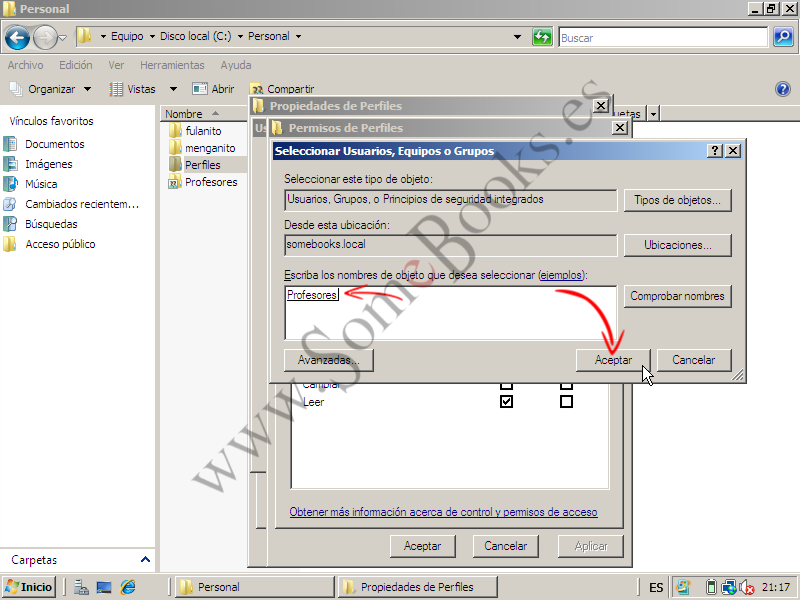 Personal
Equipo Disco local (C:) Personal
Buscar
Archivo Edición Ver Herramientas Ayuda
Organizar Vistas Abrir Compartir
Vínculos favoritos
Documentos
Imágenes
Música
Cambiados recientem...
Búsquedas
Acceso público
Carpetas
Nombre
fulanito
menganito
Perfiles
Profesores
Propiedades de Perfiles
Permisos de Perfiles
Seleccionar Usuarios, Equipos o Grupos
Seleccionar este tipo de objeto:
Usuarios, Grupos, o Principios de seguridad integrados
Tipos de objetos...
Desde esta ubicación:
somebooks.local
Ubicaciones...
Escriba los nombres de objeto que desea seleccionar (ejemplos):
Profesores
Comprobar nombres
Avanzadas...
Aceptar
Cancelar
Cambiar
Leer
Obtener más información acerca de control y permisos de acceso
Aceptar Cancelar Aplicar
www.SomeBooks.es
Inicio Personal Propiedades de Perfiles ES 21:17